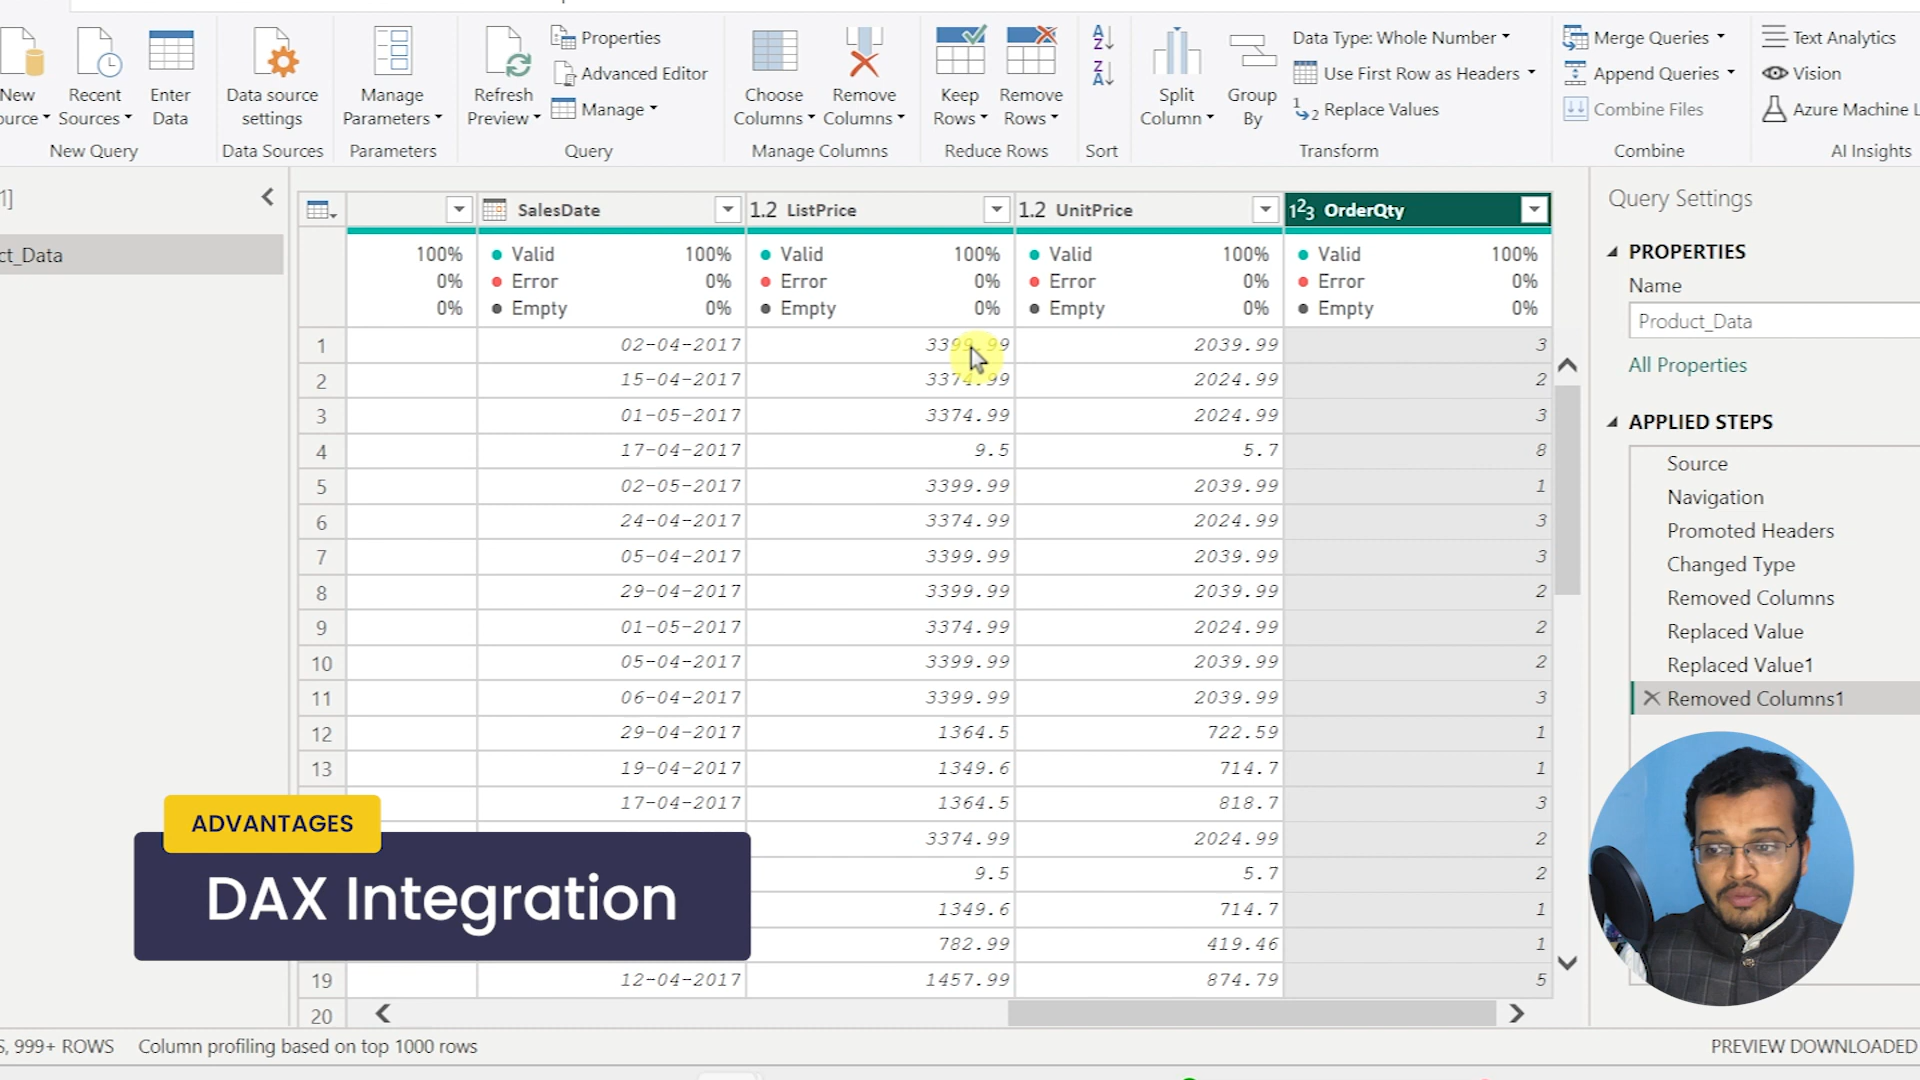 New
ource
Recent
Sources
Enter
Data
New Query
Data source
settings
Data Sources
Manage
Parameters
Parameters
Refresh
Preview
Properties
Advanced Editor
Manage
Query
Choose
Columns
Remove
Columns
Manage Columns
Keep
Rows
Remove
Rows
Reduce Rows
A
Z
Z
A
Sort
Split
Column
Group
By
Data Type: Whole Number
Use First Row as Headers
1 2 Replace Values
Transform
Merge Queries
Append Queries
Combine Files
Combine
Text Analytics
Vision
Azure Machine L
AI Insights
1]
ct_Data
SalesDate 1.2 ListPrice 1.2 UnitPrice 123 OrderQty
100% Valid 100% Valid 100% Valid 100% Valid 100%
0% Error 0% Error 0% Error 0% Error 0%
0% Empty 0% Empty 0% Empty 0% Empty 0%
1 02-04-2017 3399.99 2039.99 3
2 15-04-2017 3374.99 2024.99 2
3 01-05-2017 3374.99 2024.99 3
4 17-04-2017 9.5 5.7 8
5 02-05-2017 3399.99 2039.99 1
6 24-04-2017 3374.99 2024.99 3
7 05-04-2017 3399.99 2039.99 3
8 29-04-2017 3399.99 2039.99 2
9 01-05-2017 3374.99 2024.99 2
10 05-04-2017 3399.99 2039.99 2
11 06-04-2017 3399.99 2039.99 3
12 29-04-2017 1364.5 722.59 1
13 19-04-2017 1349.6 714.7 1
17-04-2017 1364.5 818.7 3
3374.99 2024.99 2
9.5 5.7 2
1349.6 714.7 1
782.99 419.46 1
19 12-04-2017 1457.99 874.79 5
20
ADVANTAGES
DAX Integration
Query Settings
PROPERTIES
Name
Product_Data
All Properties
APPLIED STEPS
Source
Navigation
Promoted Headers
Changed Type
Removed Columns
Replaced Value
Replaced Value1
Removed Columns1
S, 999+ ROWS Column profiling based on top 1000 rows
PREVIEW DOWNLOADED